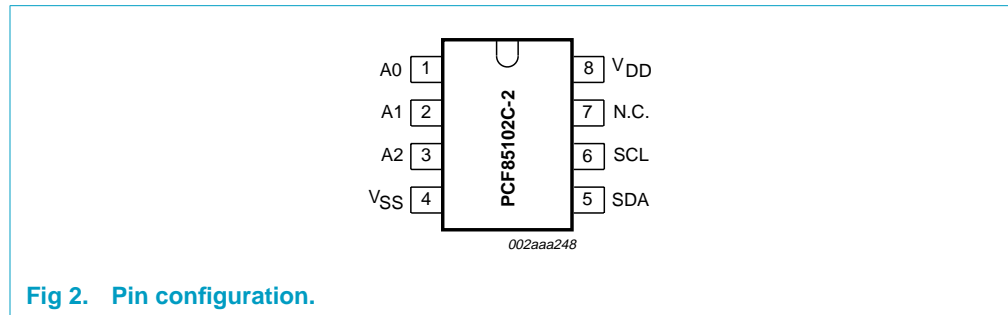 A0 1
A1 2
A2 3
VSS 4
PCF85102C-2
8 VDD
7 N.C.
6 SCL
5 SDA
002aaa248
Fig 2. Pin configuration.